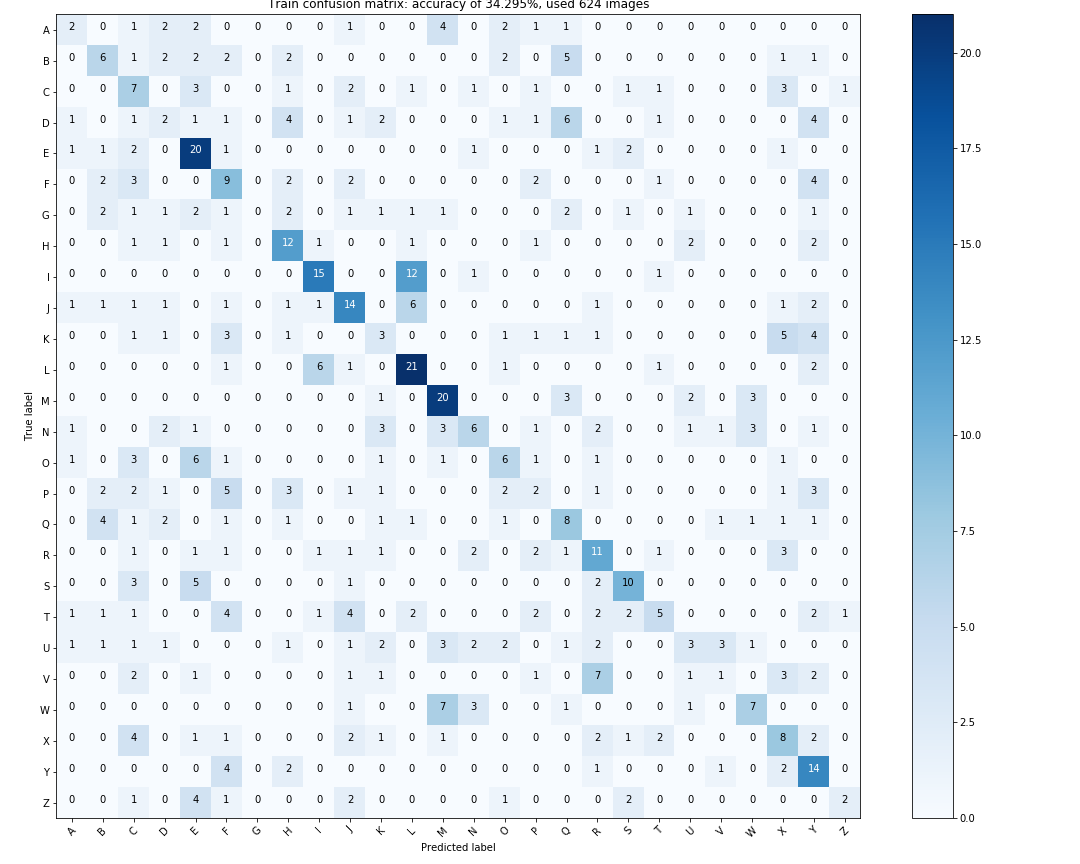 Train confusion matrix: accuracy of 34.295%, used 624 images
A 2 0 1 2 2 0 0 0 0 1 0 0 4 0 2 1 1 0 0 0 0 0 0 0 0 0
B 0 6 1 2 2 2 0 2 0 0 0 0 0 0 2 0 5 0 0 0 0 0 0 1 1 0
C 0 0 7 0 3 0 0 1 0 2 0 1 0 1 0 1 0 0 1 1 0 0 0 3 0 1
D 1 0 1 2 1 1 0 4 0 1 2 0 0 0 1 1 6 0 0 1 0 0 0 0 4 0
E 1 1 2 0 20 1 0 0 0 0 0 0 0 1 0 0 0 1 2 0 0 0 0 1 0 0
F 0 2 3 0 0 9 0 2 0 2 0 0 0 0 0 2 0 0 0 1 0 0 0 0 4 0
G 0 2 1 1 2 1 0 2 0 1 1 1 1 0 0 0 2 0 1 0 1 0 0 0 1 0
H 0 0 1 1 0 1 0 12 1 0 0 1 0 0 0 1 0 0 0 0 2 0 0 0 2 0
I 0 0 0 0 0 0 0 0 15 0 0 12 0 1 0 0 0 0 0 1 0 0 0 0 0 0
J 1 1 1 1 0 1 0 1 1 14 0 6 0 0 0 0 0 1 0 0 0 0 0 1 2 0
K 0 0 1 1 0 3 0 1 0 0 3 0 0 0 1 1 1 1 0 0 0 0 0 5 4 0
L 0 0 0 0 0 1 0 0 6 1 0 21 0 0 1 0 0 0 0 1 0 0 0 0 2 0
M 0 0 0 0 0 0 0 0 0 0 1 0 20 0 0 0 3 0 0 0 2 0 3 0 0 0
N 1 0 0 2 1 0 0 0 0 0 3 0 3 6 0 1 0 2 0 0 1 1 3 0 1 0
O 1 0 3 0 6 1 0 0 0 0 1 0 1 0 6 1 0 1 0 0 0 0 0 1 0 0
P 0 2 2 1 0 5 0 3 0 1 1 0 0 0 2 2 0 1 0 0 0 0 0 1 3 0
Q 0 4 1 2 0 1 0 1 0 0 1 1 0 0 1 0 8 0 0 0 0 1 1 1 1 0
R 0 0 1 0 1 1 0 0 1 1 1 0 0 2 0 2 1 11 0 1 0 0 0 3 0 0
S 0 0 3 0 5 0 0 0 0 1 0 0 0 0 0 0 0 2 10 0 0 0 0 0 0 0
T 1 1 1 0 0 4 0 0 1 4 0 2 0 0 0 2 0 2 2 5 0 0 0 0 2 1
U 1 1 1 1 0 0 0 1 0 1 2 0 3 2 2 0 1 2 0 0 3 3 1 0 0 0
V 0 0 2 0 1 0 0 0 0 1 1 0 0 0 0 1 0 7 0 0 1 1 0 3 2 0
W 0 0 0 0 0 0 0 0 0 1 0 0 7 3 0 0 1 0 0 0 1 0 7 0 0 0
X 0 0 4 0 1 1 0 0 0 2 1 0 1 0 0 0 0 2 1 2 0 0 0 8 2 0
Y 0 0 0 0 0 4 0 2 0 0 0 0 0 0 0 0 0 1 0 0 0 1 0 2 14 0
Z 0 0 1 0 4 1 0 0 0 2 0 0 0 0 1 0 0 0 2 0 0 0 0 0 0 2
A B C D E F G H I J K L M N O P Q R S T U V W X Y Z
Predicted label
True label
20.0
17.5
15.0
12.5
10.0
7.5
5.0
2.5
0.0